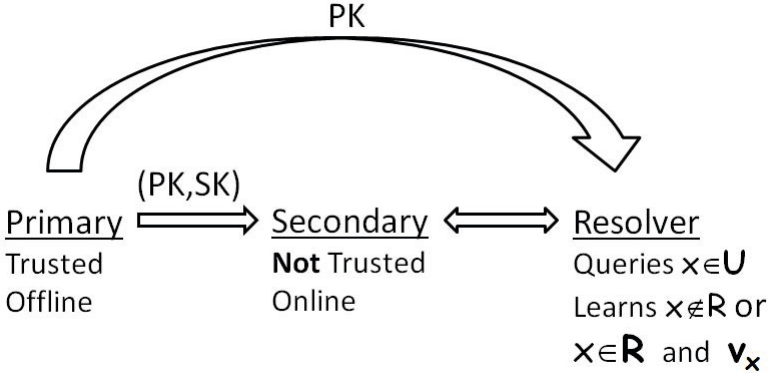 PK
(PK,SK)
Primary
Trusted
Offline
Secondary
Not Trusted
Online
Resolver
Queries x∈U
Learns x∉R or
x∈R and vₓ